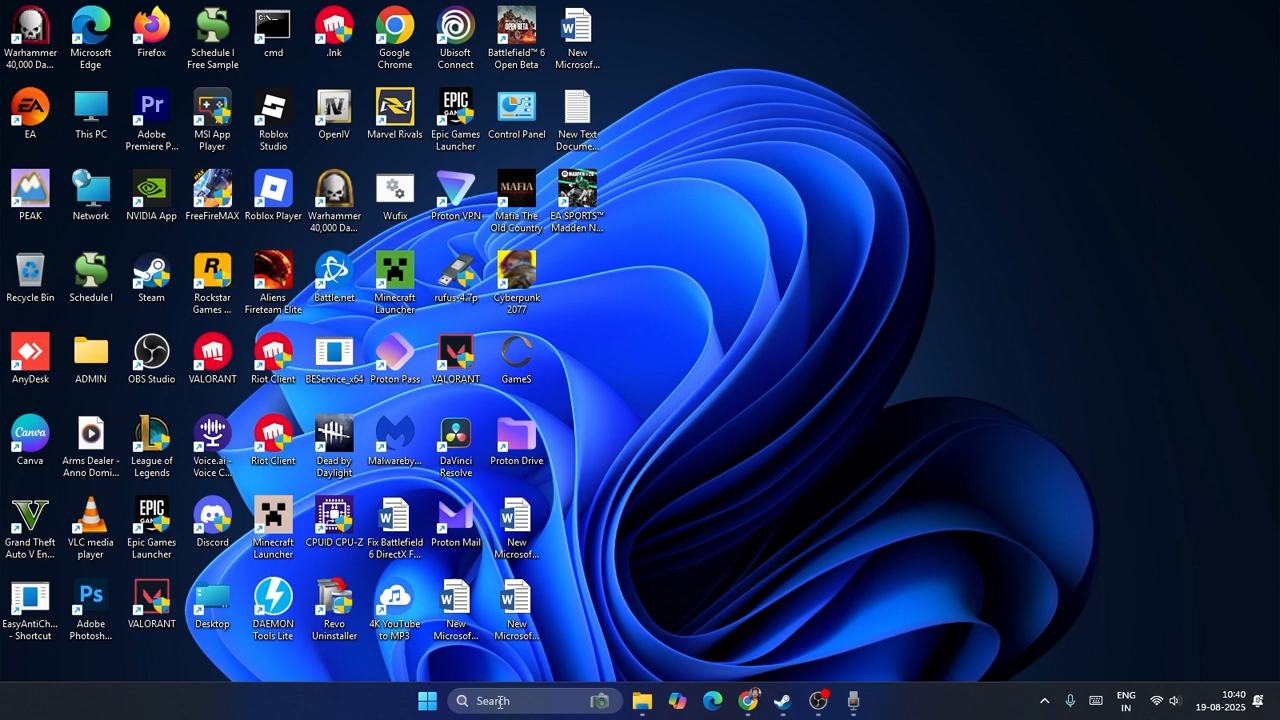 Warhammer
40,000 Da...
Microsoft
Edge
Firefox
Schedule I
Free Sample
cmd
.lnk
Google
Chrome
Ubisoft
Connect
Battlefield™ 6
Open Beta
New
Microsof...
EA
This PC
Adobe
Premiere P...
MSI App
Player
Roblox
Studio
OpenIV
Marvel Rivals
Epic Games
Launcher
Control Panel
New Text
Docume...
PEAK
Network
NVIDIA App
FreeFireMAX
Roblox Player
Warhammer
40,000 Da...
Wufix
Proton VPN
Mafia The
Old Country
EA SPORTS™
Madden N...
Recycle Bin
Schedule I
Steam
Rockstar
Games ...
Aliens
Fireteam Elite
Battle.net
Minecraft
Launcher
rufus-4.7p
Cyberpunk
2077
AnyDesk
ADMIN
OBS Studio
VALORANT
Riot Client
BEService_x64
Proton Pass
VALORANT
GameS
Canva
Arms Dealer -
Anno Domi...
League of
Legends
Voice.ai -
Voice C...
Riot Client
Dead by
Daylight
Malwareby...
DaVinci
Resolve
Proton Drive
Grand Theft
Auto V En...
VLC media
player
Epic Games
Launcher
Discord
Minecraft
Launcher
CPUID CPU-Z
Fix Battlefield
6 DirectX F...
Proton Mail
New
Microsof...
EasyAntiCh...
- Shortcut
Adobe
Photosh...
VALORANT
Desktop
DAEMON
Tools Lite
Revo
Uninstaller
4K YouTube
to MP3
New
Microsof...
New
Microsof...
Search
ENG
IN
10:40
19-08-2025